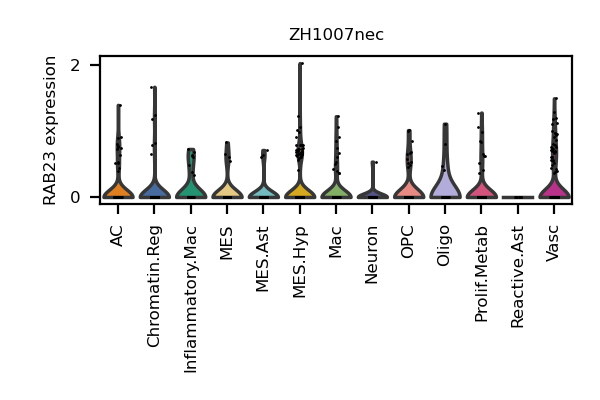 ZH1007nec
RAB23 expression
2
0
AC
Chromatin.Reg
Inflammatory.Mac
MES
MES.Ast
MES.Hyp
Mac
Neuron
OPC
Oligo
Prolif.Metab
Reactive.Ast
Vasc